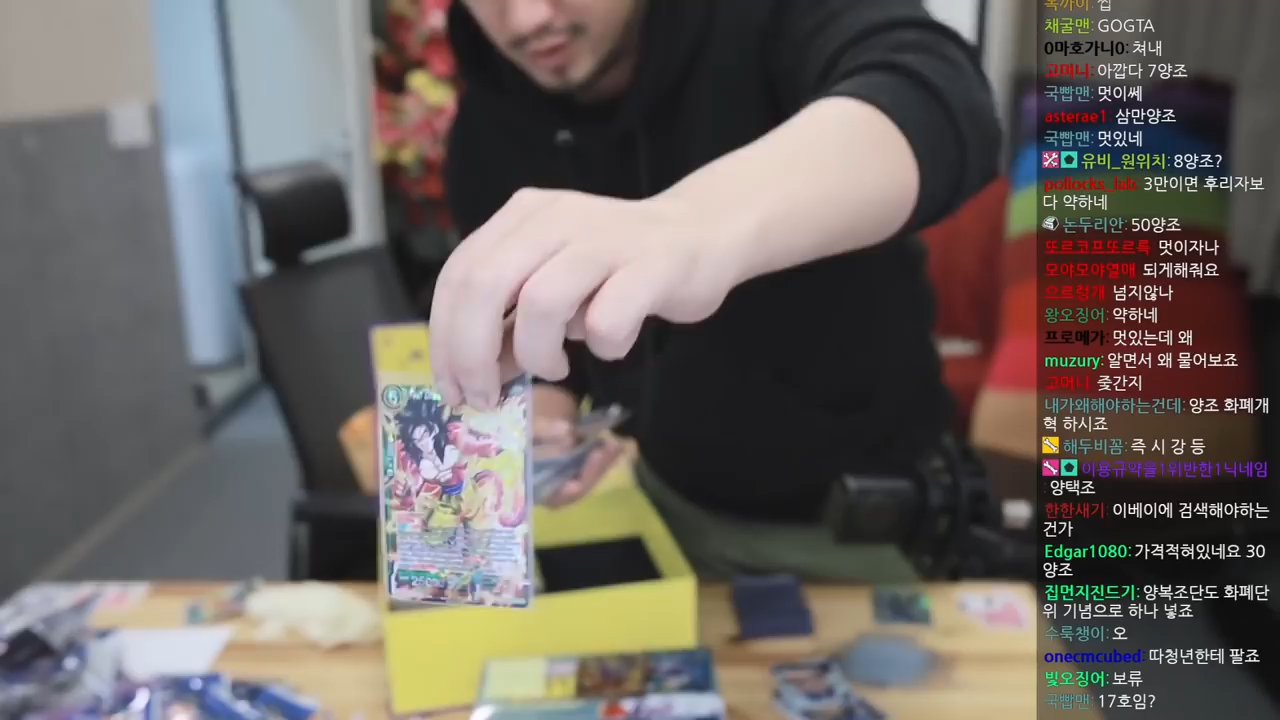 채굴맨: GOGTA
0마호가니0: 쳐내
고머니: 아깝다 7양조
국빱맨: 멋이쎄
asterae1: 삼만양조
국빱맨: 멋있네
유비_원위치: 8양조?
pollocks_lab: 3만이면 후리자보
다 약하네
논두리안: 50양조
또르코프또르륵: 멋이자나
모야모야열매: 되게해줘요
으르렁개: 넘지않나
왕오징어: 약하네
프로메가: 멋있는데 왜
muzury: 알면서 왜 물어보죠
고머니: 줓간지
내가왜해야하는건데: 양조 화폐개
혁 하시죠
해두비꼼: 즉 시 강 등
이용규약을1위반한1닉네임
: 양택조
한한새기: 이베이에 검색해야하는
건가
Edgar1080: 가격적혀있네요 30
양조
집먼지진드기: 양복조단도 화폐단
위 기념으로 하나 넣죠
수룩챙이: 오
onecmcubed: 따청년한테 팔죠
빛오징어: 보류
국빱맨: 17호임?